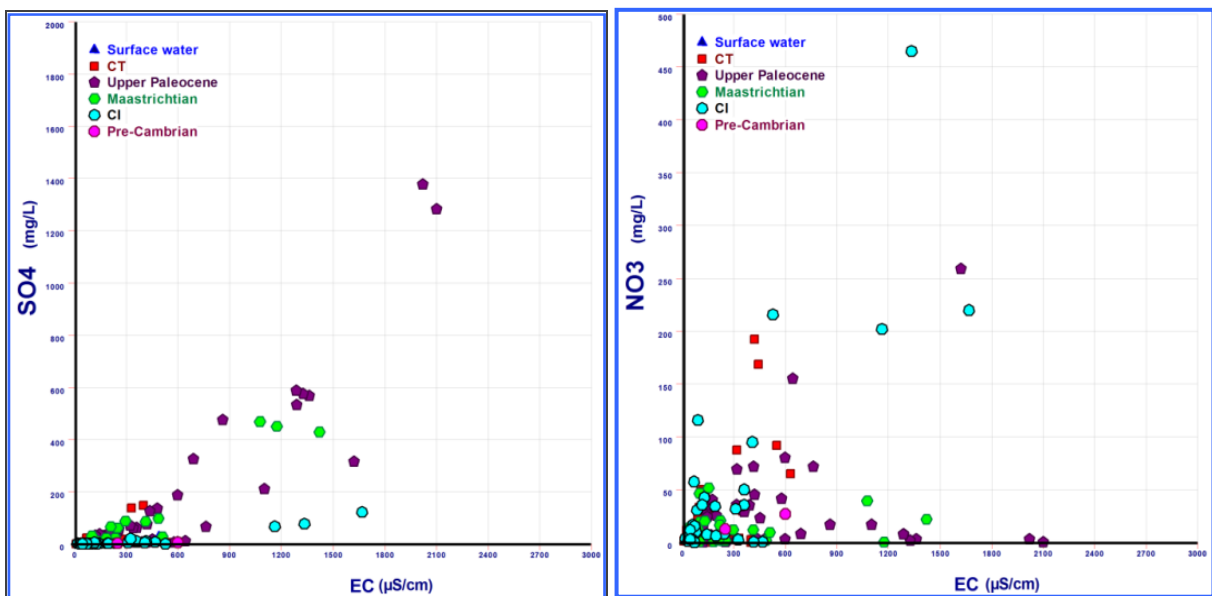 2000
1800
1600
1400
1200
1000
800
600
400
200
0
SO4 (mg/L)
Surface water
CT
Upper Paleocene
Maastrichtian
CI
Pre-Cambrian
0 300 600 900 1200 1500 1800 2100 2400 2700 3000
EC (µS/cm)
500
450
400
350
300
250
200
150
100
50
0
NO3 (mg/L)
Surface water
CT
Upper Paleocene
Maastrichtian
CI
Pre-Cambrian
0 300 600 900 1200 1500 1800 2100 2400 2700 3000
EC (µS/cm)